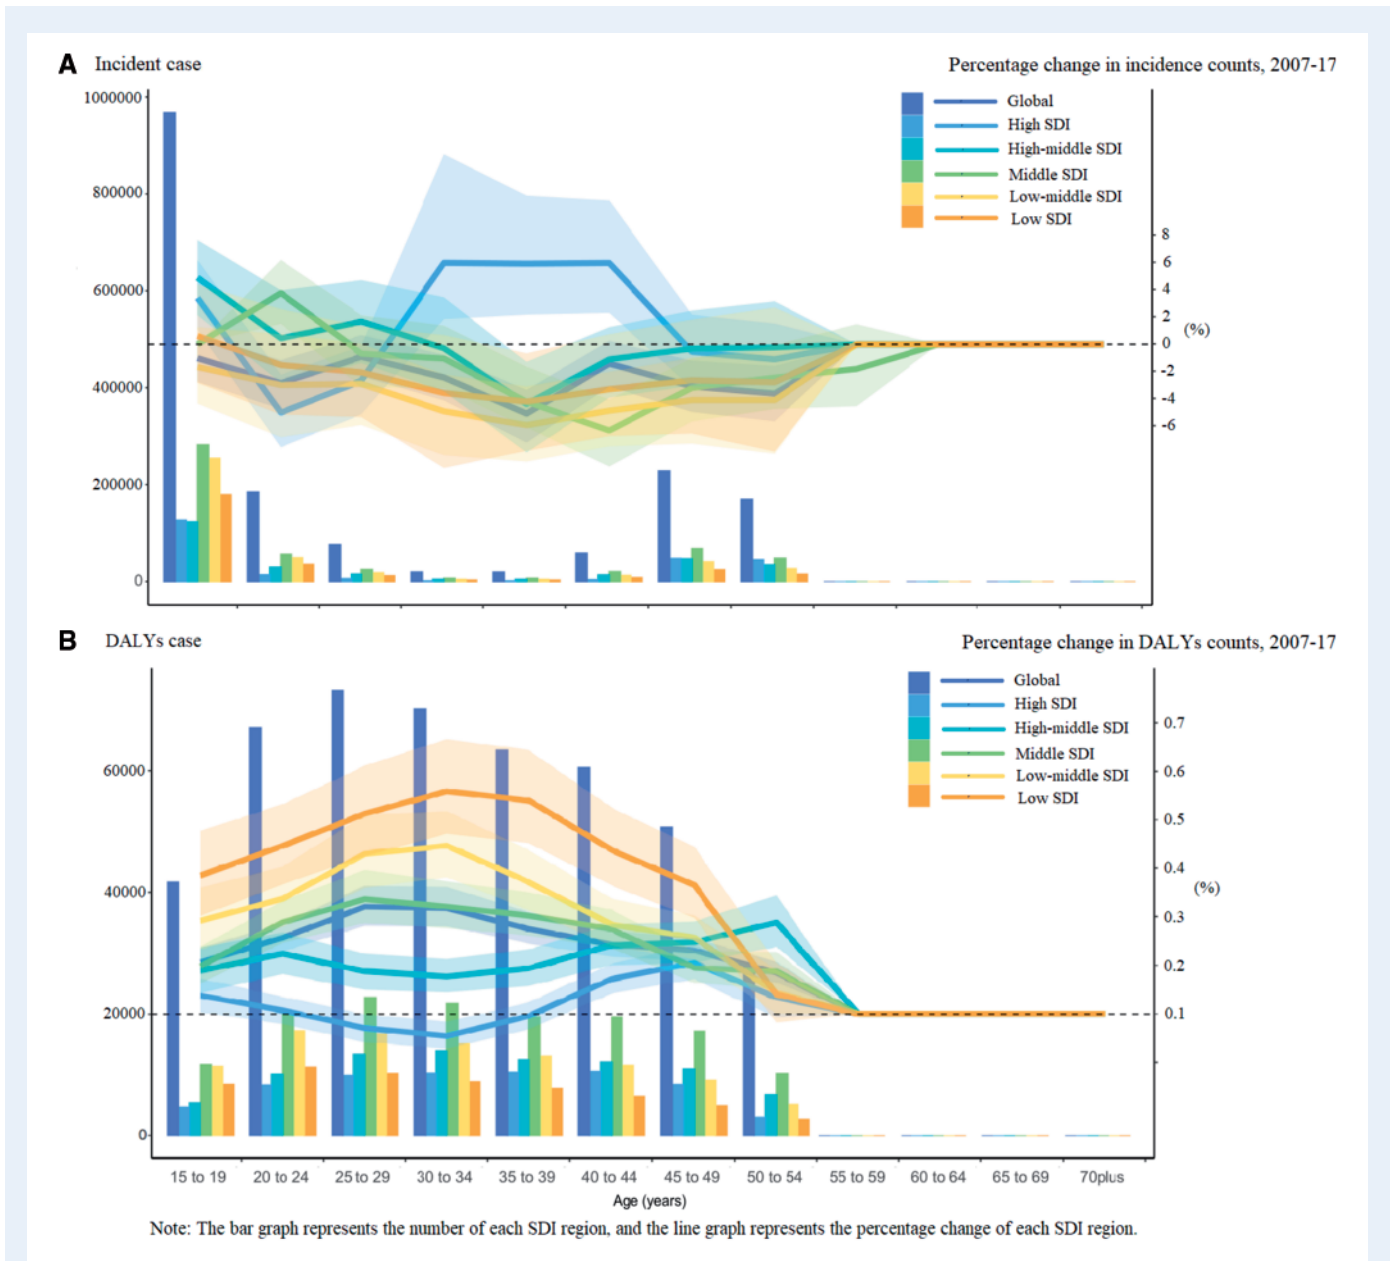 A Incident case
Percentage change in incidence counts, 2007-17
1000000
800000
600000
400000
200000
0
Global
High SDI
High-middle SDI
Middle SDI
Low-middle SDI
Low SDI
8
6
4
2
0
-2
-4
-6
(%)
B DALYs case
Percentage change in DALYs counts, 2007-17
60000
40000
20000
0
Global
High SDI
High-middle SDI
Middle SDI
Low-middle SDI
Low SDI
0.7
0.6
0.5
0.4
0.3
0.2
0.1
(%)
15 to 19 20 to 24 25 to 29 30 to 34 35 to 39 40 to 44 45 to 49 50 to 54 55 to 59 60 to 64 65 to 69 70plus
Age (years)
Note: The bar graph represents the number of each SDI region, and the line graph represents the percentage change of each SDI region.